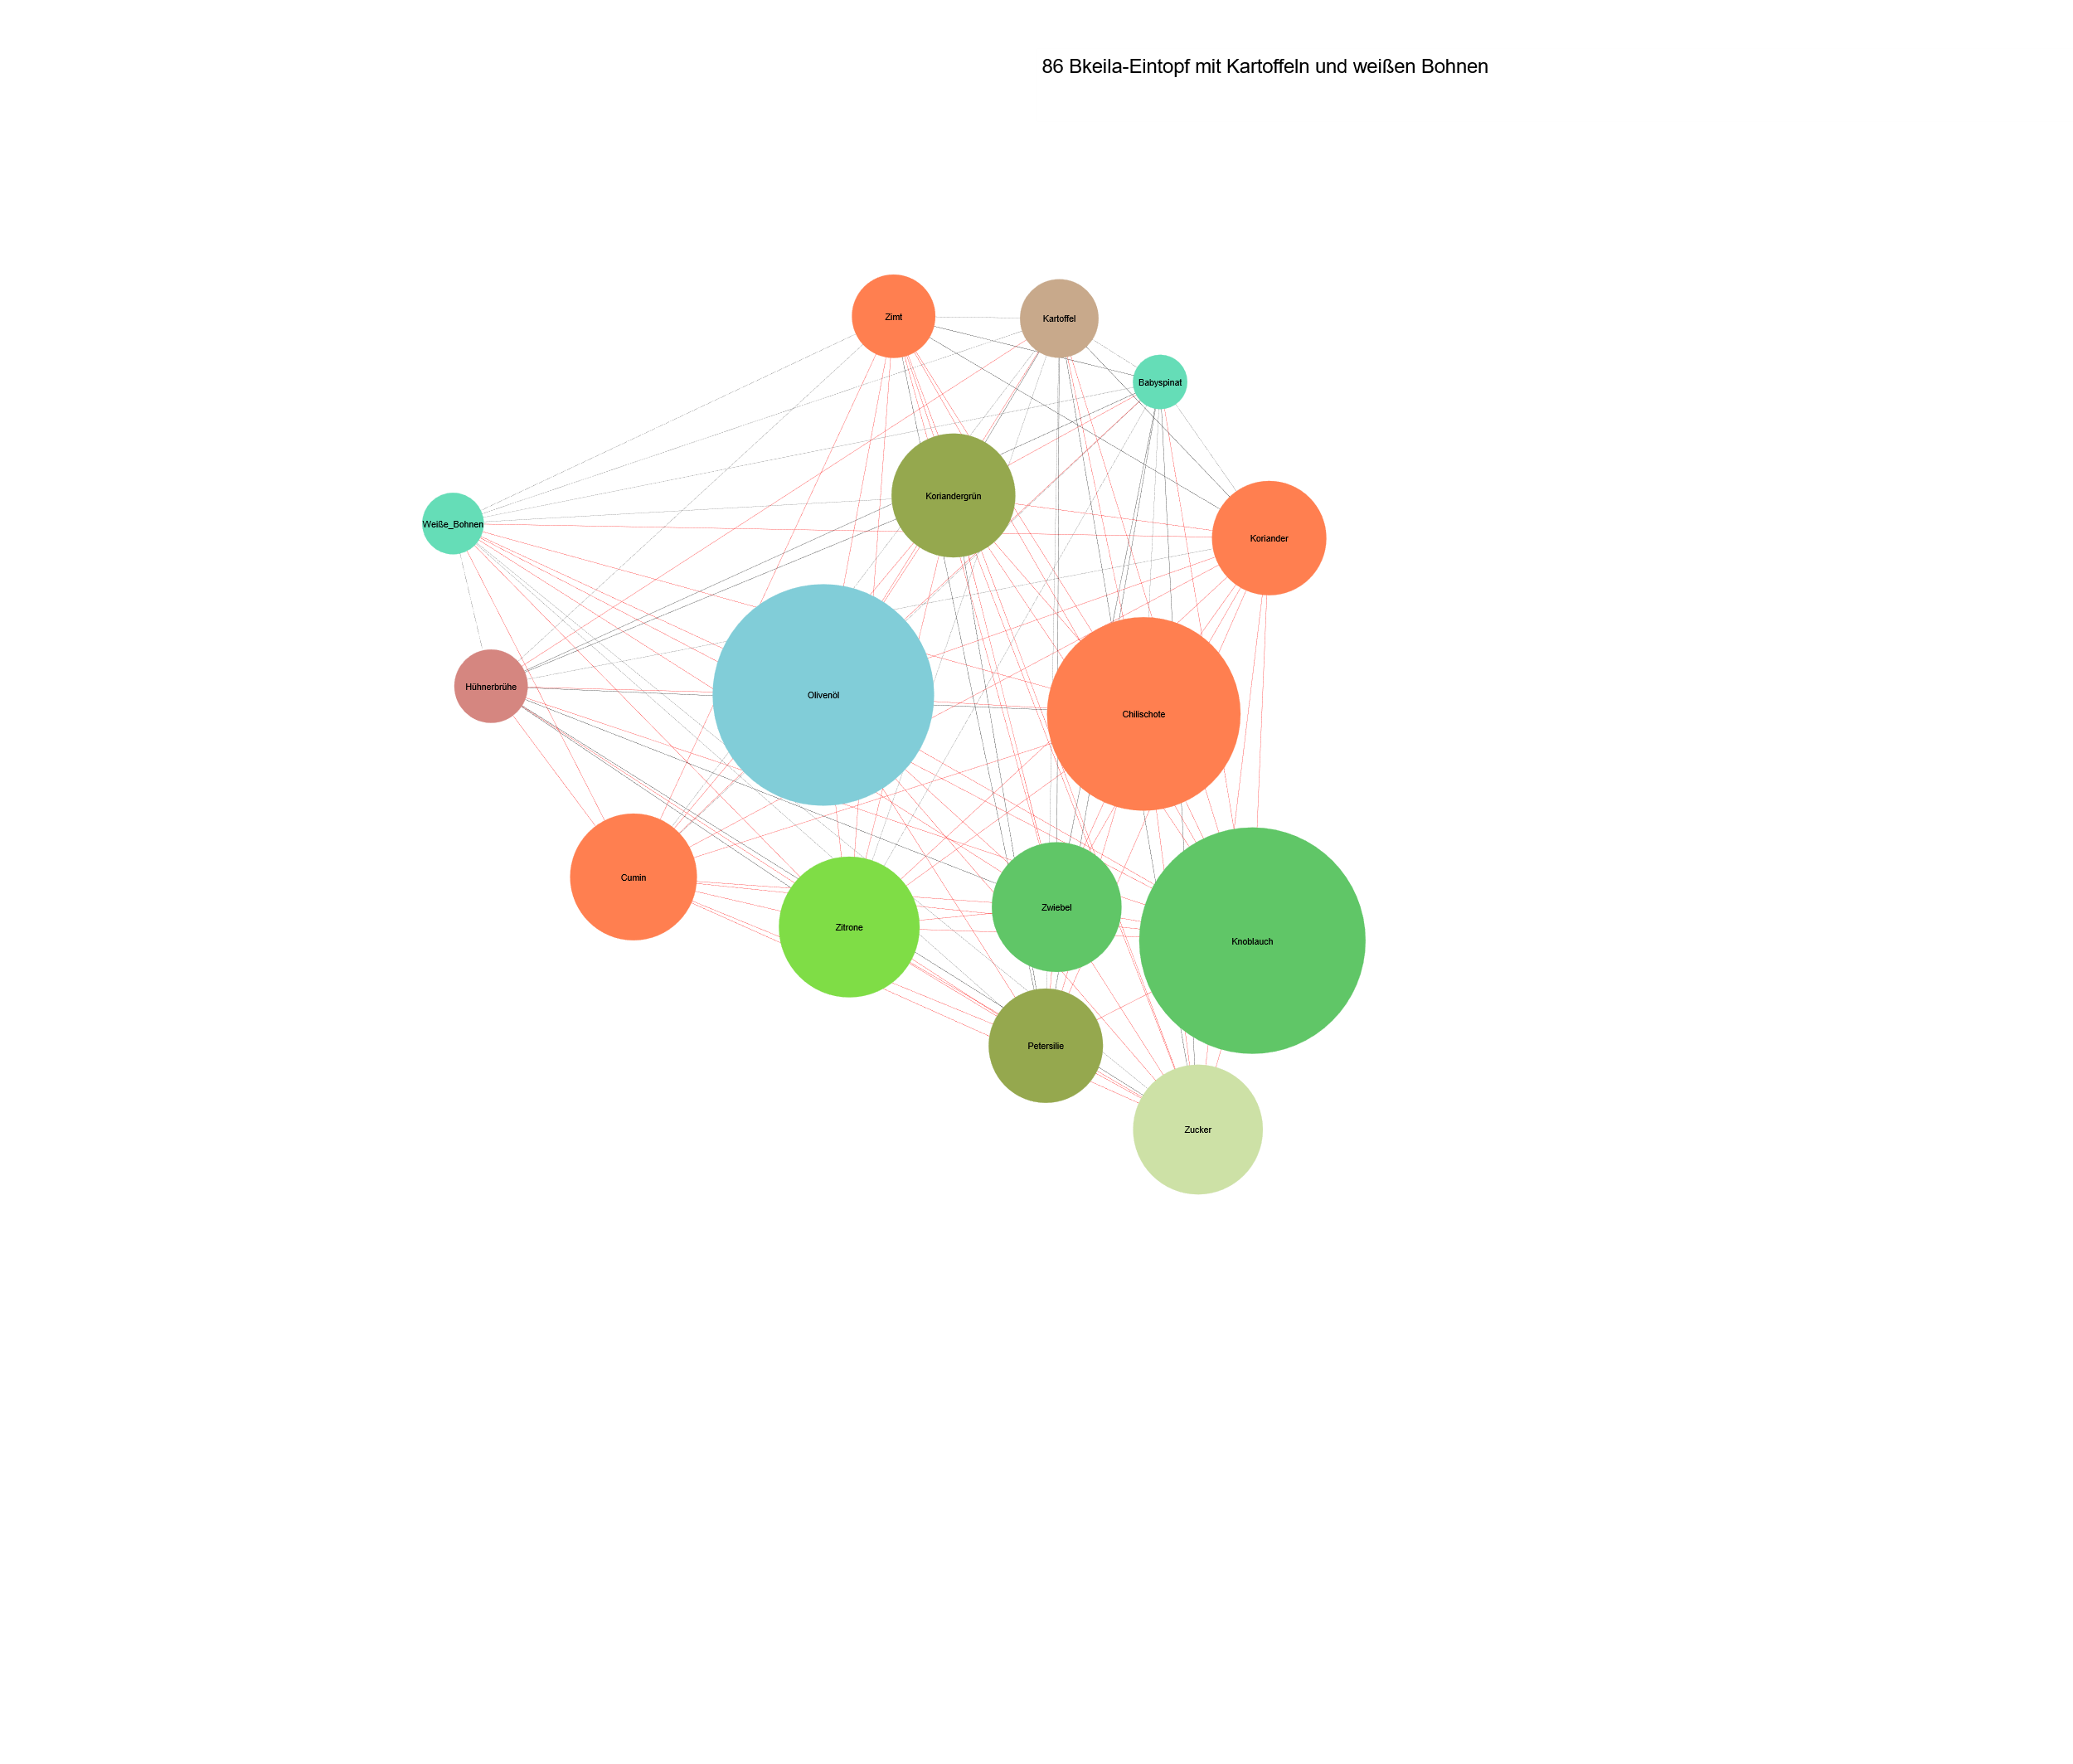 86 Bkeila-Eintopf mit Kartoffeln und weißen Bohnen
Zimt
Kartoffel
Babyspinat
Koriandergrün
Weiße_Bohnen
Koriander
Hühnerbrühe
Olivenöl
Chilischote
Cumin
Zitrone
Zwiebel
Knoblauch
Petersilie
Zucker